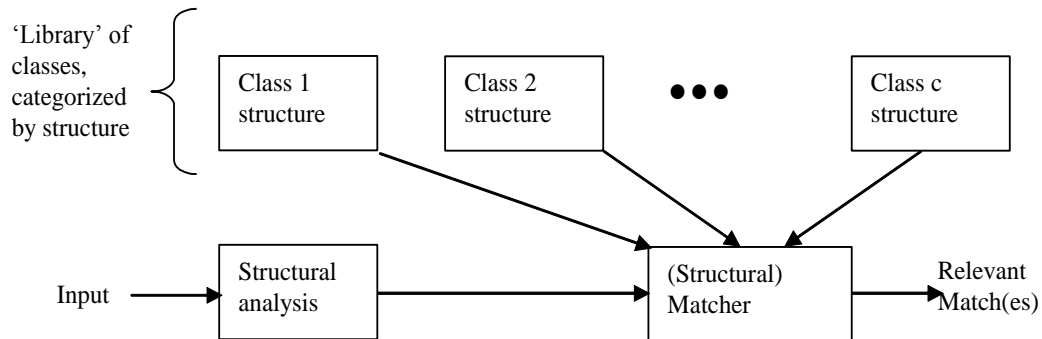 ‘Library’ of
classes,
categorized
by structure
Class 1
structure
Class 2
structure
Class c
structure
Input
Structural
analysis
(Structural)
Matcher
Relevant
Match(es)